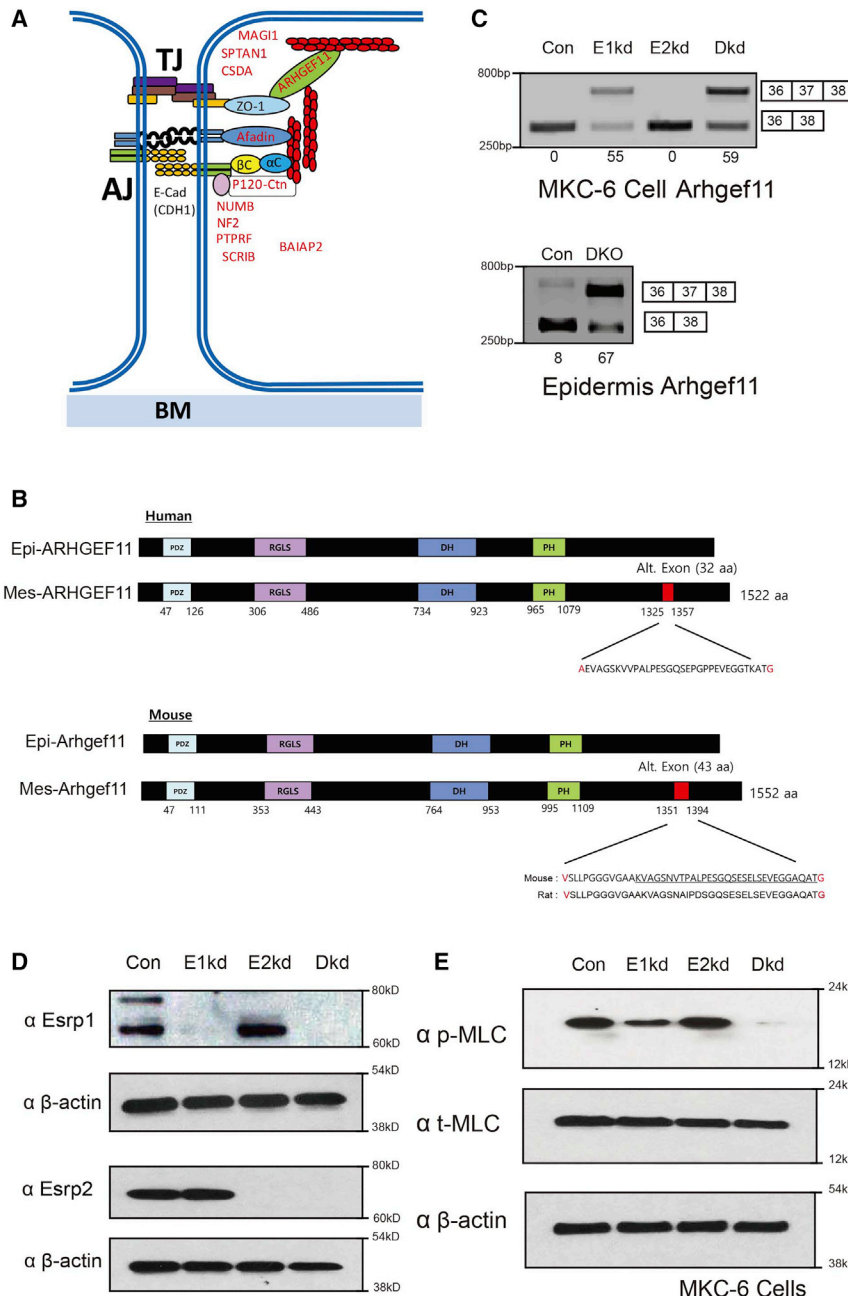 A
TJ
AJ
MAGI1
SPTAN1
CSDA
ARHGEF11
ZO-1
Afadin
βC
αC
P120-Ctn
E-Cad
(CDH1)
NUMB
NF2
PTPRF
SCRIB
BAIAP2
BM
C
Con E1kd E2kd Dkd
800bp
36 37 38
36 38
250bp
0 55 0 59
MKC-6 Cell Arhgef11
Con DKO
800bp
36 37 38
36 38
250bp
8 67
Epidermis Arhgef11
B
Human
Epi-ARHGEF11
PDZ RGLS DH PH
Alt. Exon (32 aa)
Mes-ARHGEF11
PDZ RGLS DH PH
1522 aa
47 126 306 486 734 923 965 1079 1325 1357
AEVAGSKVVPALPESGQSEPGPPEVEGGTKATG
Mouse
Epi-Arhgef11
PDZ RGLS DH PH
Alt. Exon (43 aa)
Mes-Arhgef11
PDZ RGLS DH PH
1552 aa
47 111 353 443 764 953 995 1109 1351 1394
Mouse : VSLLPGGGVGAAKVAGSNVTPALPESGQSESELSEVEGGAQATG
Rat : VSLLPGGGVGAAKVAGSNAIPDSGQSESELSEVEGGAQATG
D
Con E1kd E2kd Dkd
α Esrp1
80kD
60kD
α β-actin
54kD
38kD
α Esrp2
80kD
60kD
α β-actin
54kD
38kD
E
Con E1kd E2kd Dkd
α p-MLC
24k
12k
α t-MLC
24k
12k
α β-actin
54k
38k
MKC-6 Cells